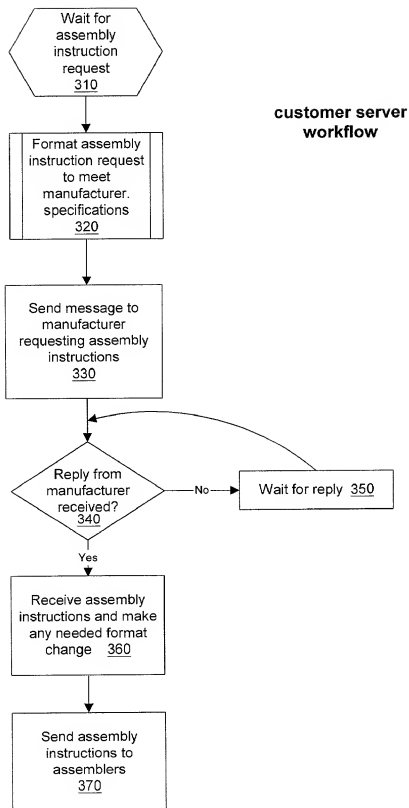 Wait for
assembly
instruction
request
310
customer server
workflow
Format assembly
instruction request
to meet
manufacturer.
specifications
320
Send message to
manufacturer
requesting assembly
instructions
330
Reply from
manufacturer
received?
340
No
Wait for reply 350
Yes
Receive assembly
instructions and make
any needed format
change 360
Send assembly
instructions to
assemblers
370